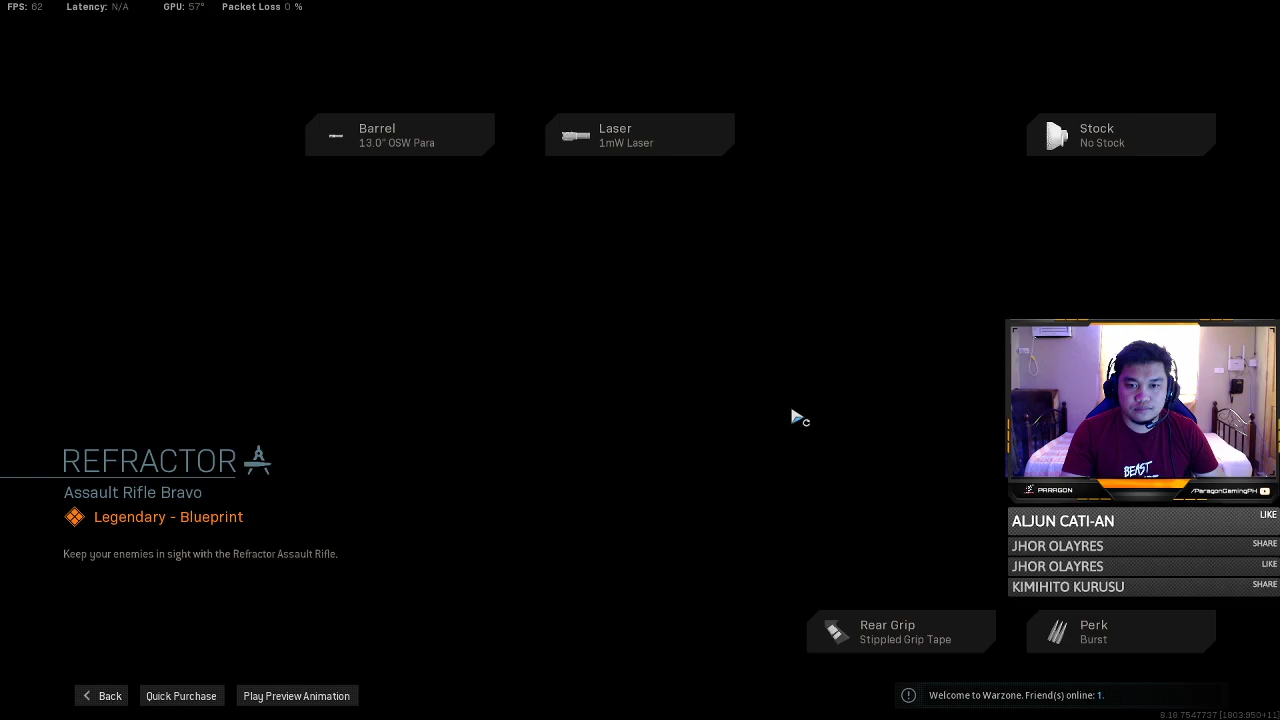 FPS: 62 Latency: N/A GPU: 57° Packet Loss 0 %
Barrel
13.0" OSW Para
Laser
1mW Laser
Stock
No Stock
REFRACTOR
Assault Rifle Bravo
Legendary - Blueprint
Keep your enemies in sight with the Refractor Assault Rifle.
BEAST
PARAGON
/ParagonGamingPH
ALJUN CATI-AN LIKE
JHOR OLAYRES SHARE
JHOR OLAYRES LIKE
KIMIHITO KURUSU SHARE
Rear Grip
Stippled Grip Tape
Perk
Burst
Back
Quick Purchase
Play Preview Animation
Welcome to Warzone. Friend(s) online: 1.